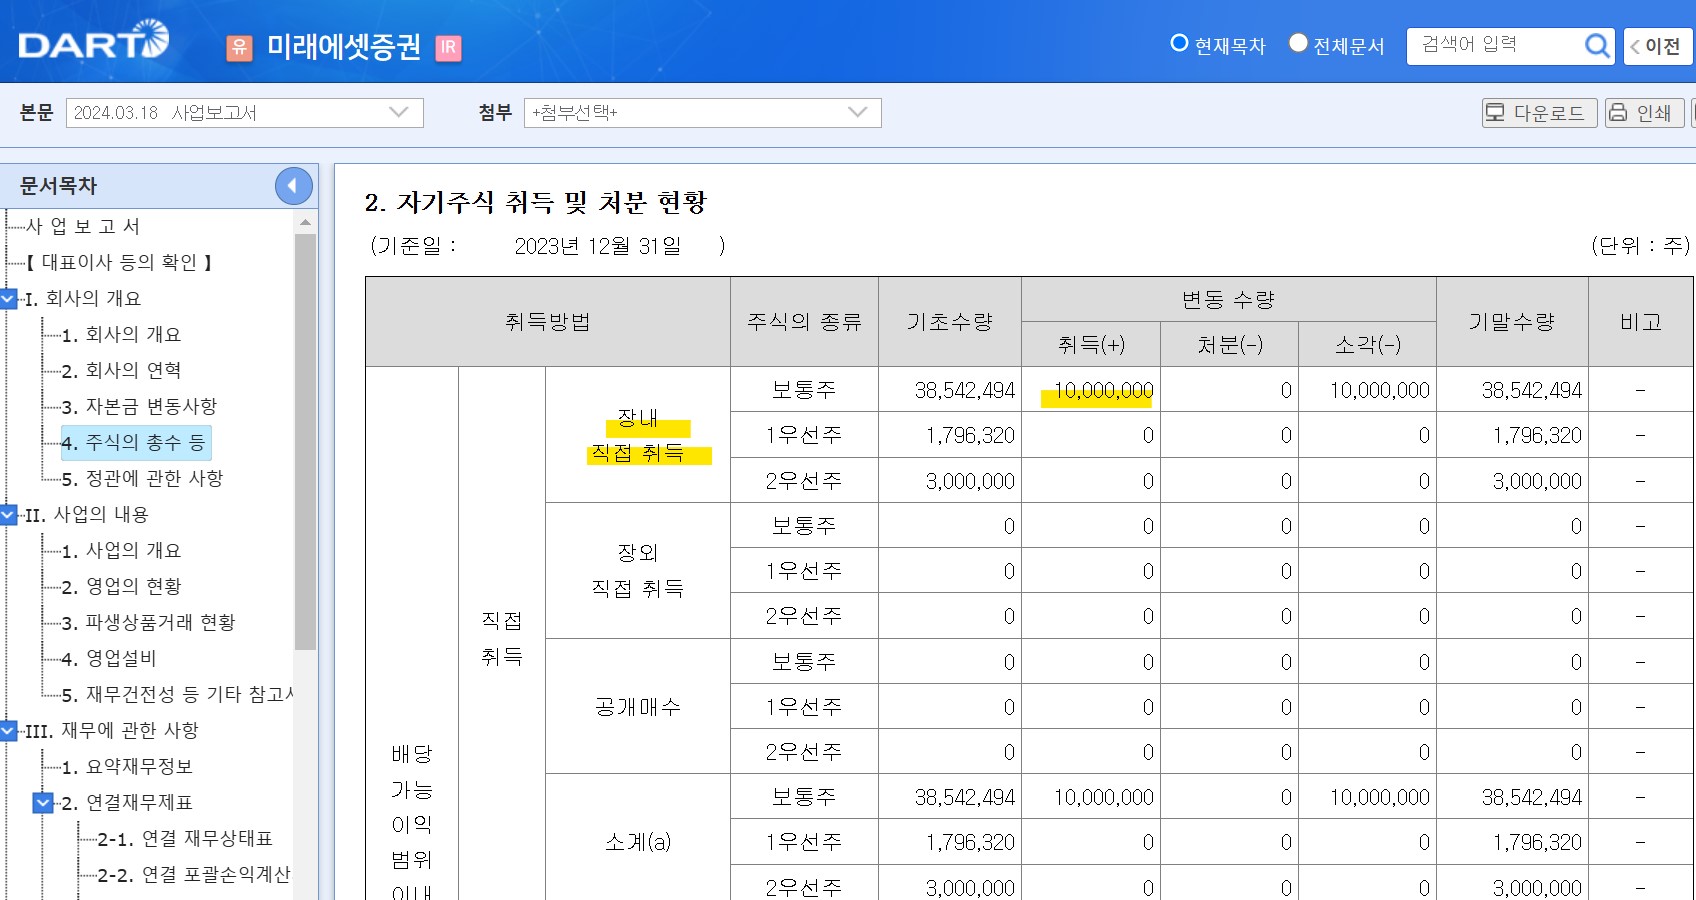 DART
유 미래에셋증권 IR
현재목차 전체문서 검색어 입력 이전
본문 2024.03.18 사업보고서 첨부 +첨부선택+ 다운로드 인쇄
문서목차
사 업 보 고 서
【 대표이사 등의 확인 】
I. 회사의 개요
1. 회사의 개요
2. 회사의 연혁
3. 자본금 변동사항
4. 주식의 총수 등
5. 정관에 관한 사항
II. 사업의 내용
1. 사업의 개요
2. 영업의 현황
3. 파생상품거래 현황
4. 영업설비
5. 재무건전성 등 기타 참고
III. 재무에 관한 사항
1. 요약재무정보
2. 연결재무제표
2-1. 연결 재무상태표
2-2. 연결 포괄손익계산
2. 자기주식 취득 및 처분 현황
(기준일 : 2023년 12월 31일 ) (단위 : 주)
취득방법 주식의 종류 기초수량 변동 수량 기말수량 비고
취득(+) 처분(-) 소각(-)
배당
가능
이익
범위
이내
직접
취득
장내
직접 취득
보통주 38,542,494 10,000,000 0 10,000,000 38,542,494 -
1우선주 1,796,320 0 0 0 1,796,320 -
2우선주 3,000,000 0 0 0 3,000,000 -
장외
직접 취득
보통주 0 0 0 0 0 -
1우선주 0 0 0 0 0 -
2우선주 0 0 0 0 0 -
공개매수
보통주 0 0 0 0 0 -
1우선주 0 0 0 0 0 -
2우선주 0 0 0 0 0 -
소계(a)
보통주 38,542,494 10,000,000 0 10,000,000 38,542,494 -
1우선주 1,796,320 0 0 0 1,796,320 -
2우선주 3,000,000 0 0 0 3,000,000 -